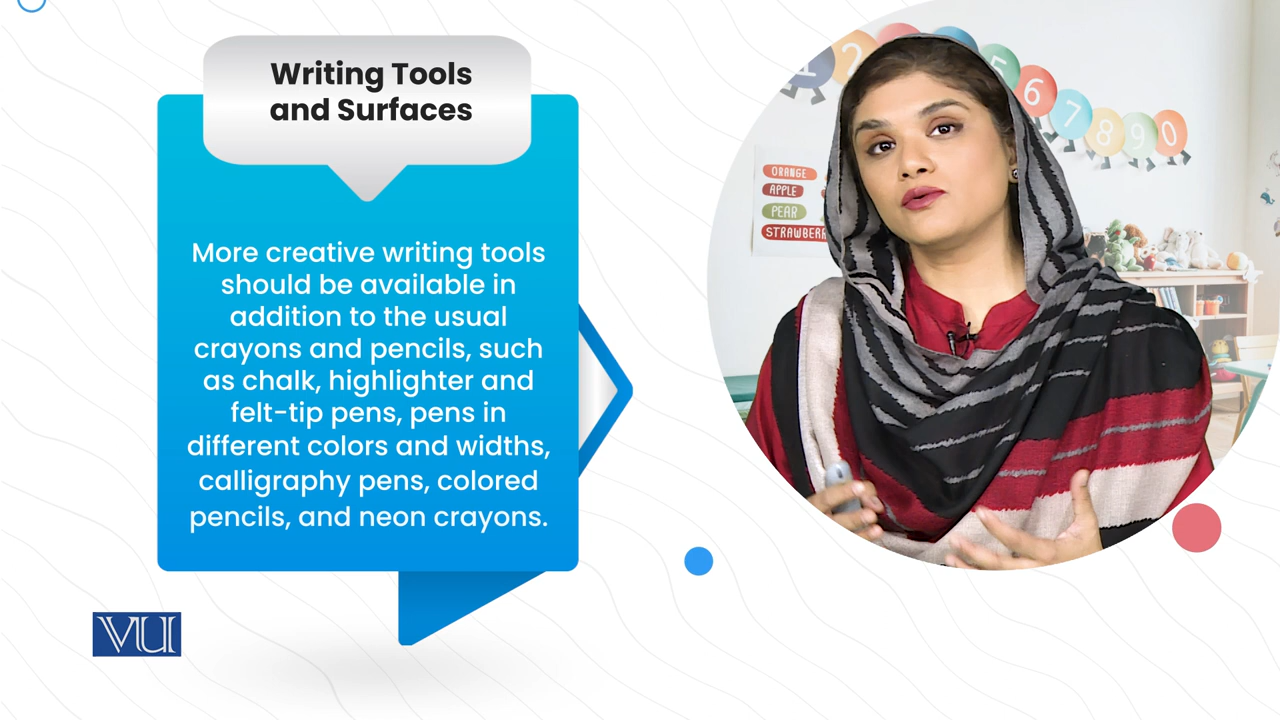 Writing Tools
and Surfaces
More creative writing tools
should be available in
addition to the usual
crayons and pencils, such
as chalk, highlighter and
felt-tip pens, pens in
different colors and widths,
calligraphy pens, colored
pencils, and neon crayons.
VU
2 5 6 7 8 9 0
ORANGE
APPLE
PEAR